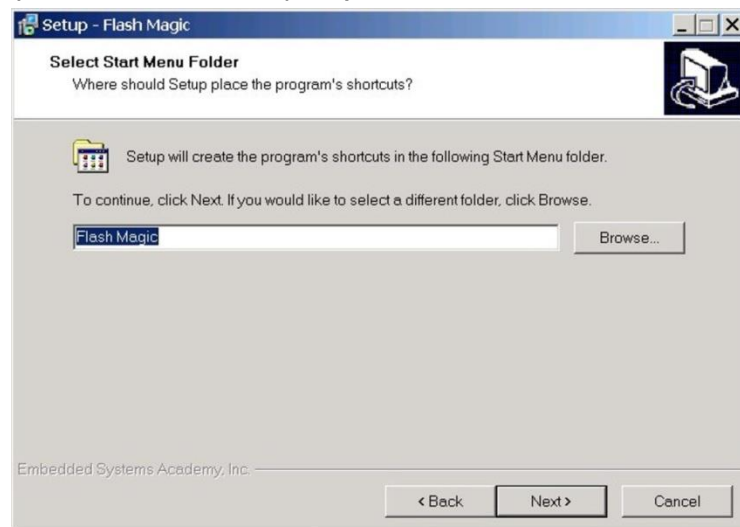 Setup - Flash Magic
Select Start Menu Folder
Where should Setup place the program's shortcuts?
Setup will create the program's shortcuts in the following Start Menu folder.
To continue, click Next. If you would like to select a different folder, click Browse.
Flash Magic
Browse...
Embedded Systems Academy, Inc.
< Back
Next >
Cancel